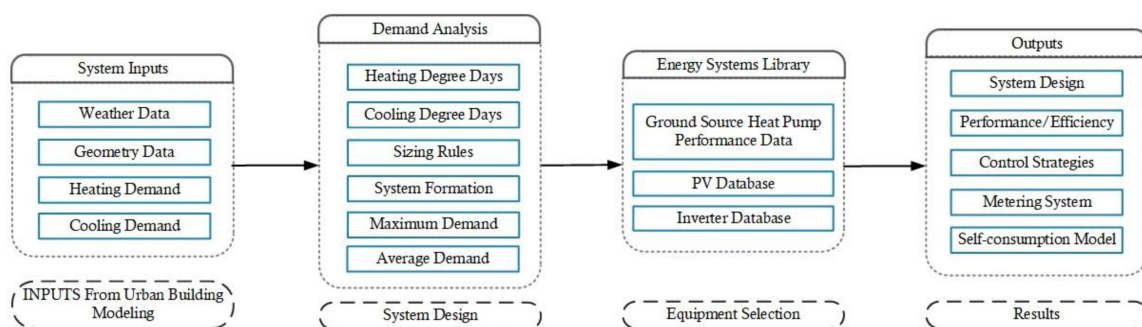 System Inputs
Weather Data
Geometry Data
Heating Demand
Cooling Demand
INPUTS From Urban Building
Modeling
Demand Analysis
Heating Degree Days
Cooling Degree Days
Sizing Rules
System Formation
Maximum Demand
Average Demand
System Design
Energy Systems Library
Ground Source Heat Pump
Performance Data
PV Database
Inverter Database
Equipment Selection
Outputs
System Design
Performance/Efficiency
Control Strategies
Metering System
Self-consumption Model
Results